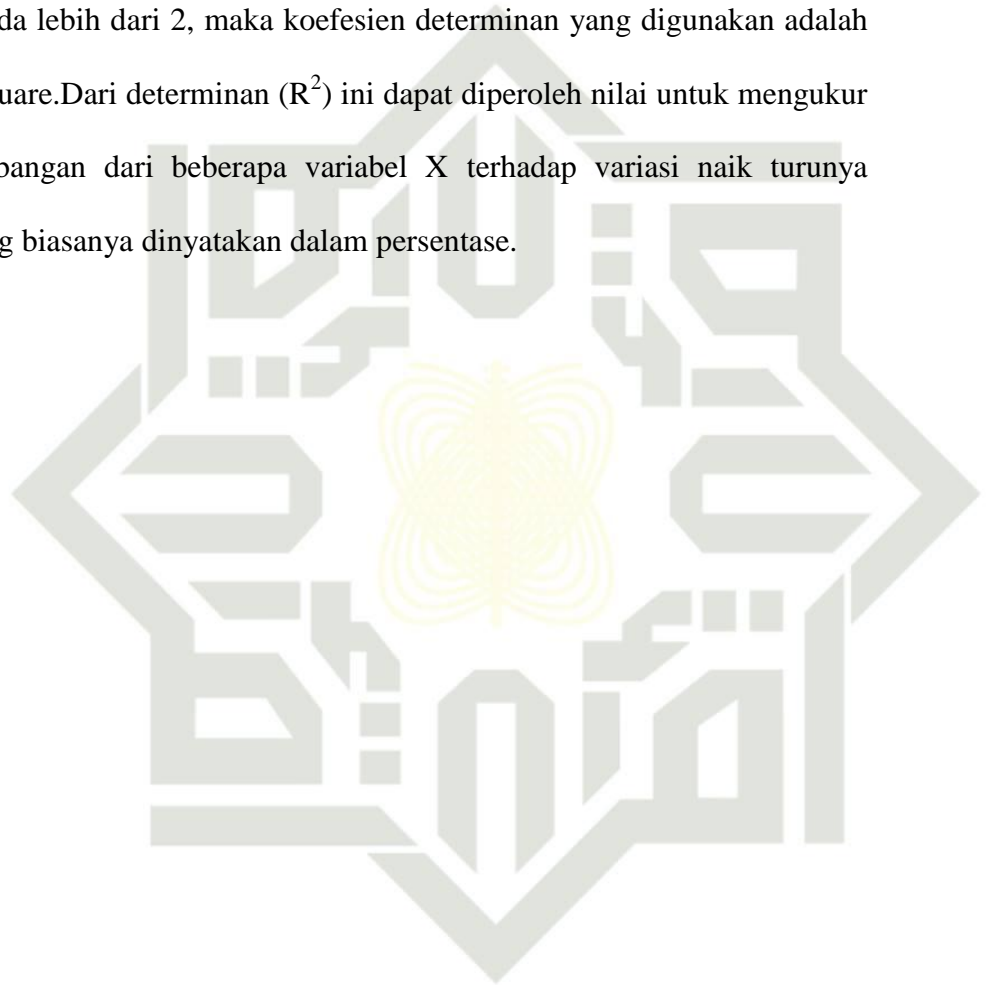 da lebih dari 2, maka koefesien determinan yang digunakan adalah
uare.Dari determinan (R²) ini dapat diperoleh nilai untuk mengukur
bangan dari beberapa variabel X terhadap variasi naik turunya
g biasanya dinyatakan dalam persentase.